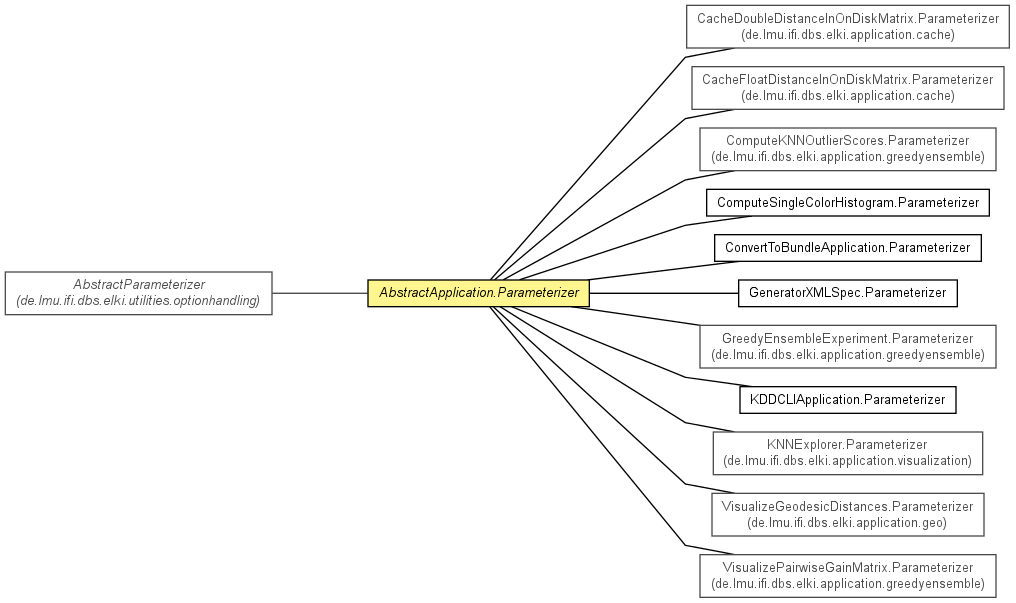 CacheDoubleDistanceInOnDiskMatrix.Parameterizer
(de.lmu.ifi.dbs.elki.application.cache)
CacheFloatDistanceInOnDiskMatrix.Parameterizer
(de.lmu.ifi.dbs.elki.application.cache)
ComputeKNNOutlierScores.Parameterizer
(de.lmu.ifi.dbs.elki.application.greedyensemble)
ComputeSingleColorHistogram.Parameterizer
ConvertToBundleApplication.Parameterizer
AbstractParameterizer
(de.lmu.ifi.dbs.elki.utilities.optionhandling)
AbstractApplication.Parameterizer
GeneratorXMLSpec.Parameterizer
GreedyEnsembleExperiment.Parameterizer
(de.lmu.ifi.dbs.elki.application.greedyensemble)
KDDCLIApplication.Parameterizer
KNNExplorer.Parameterizer
(de.lmu.ifi.dbs.elki.application.visualization)
VisualizeGeodesicDistances.Parameterizer
(de.lmu.ifi.dbs.elki.application.geo)
VisualizePairwiseGainMatrix.Parameterizer
(de.lmu.ifi.dbs.elki.application.greedyensemble)